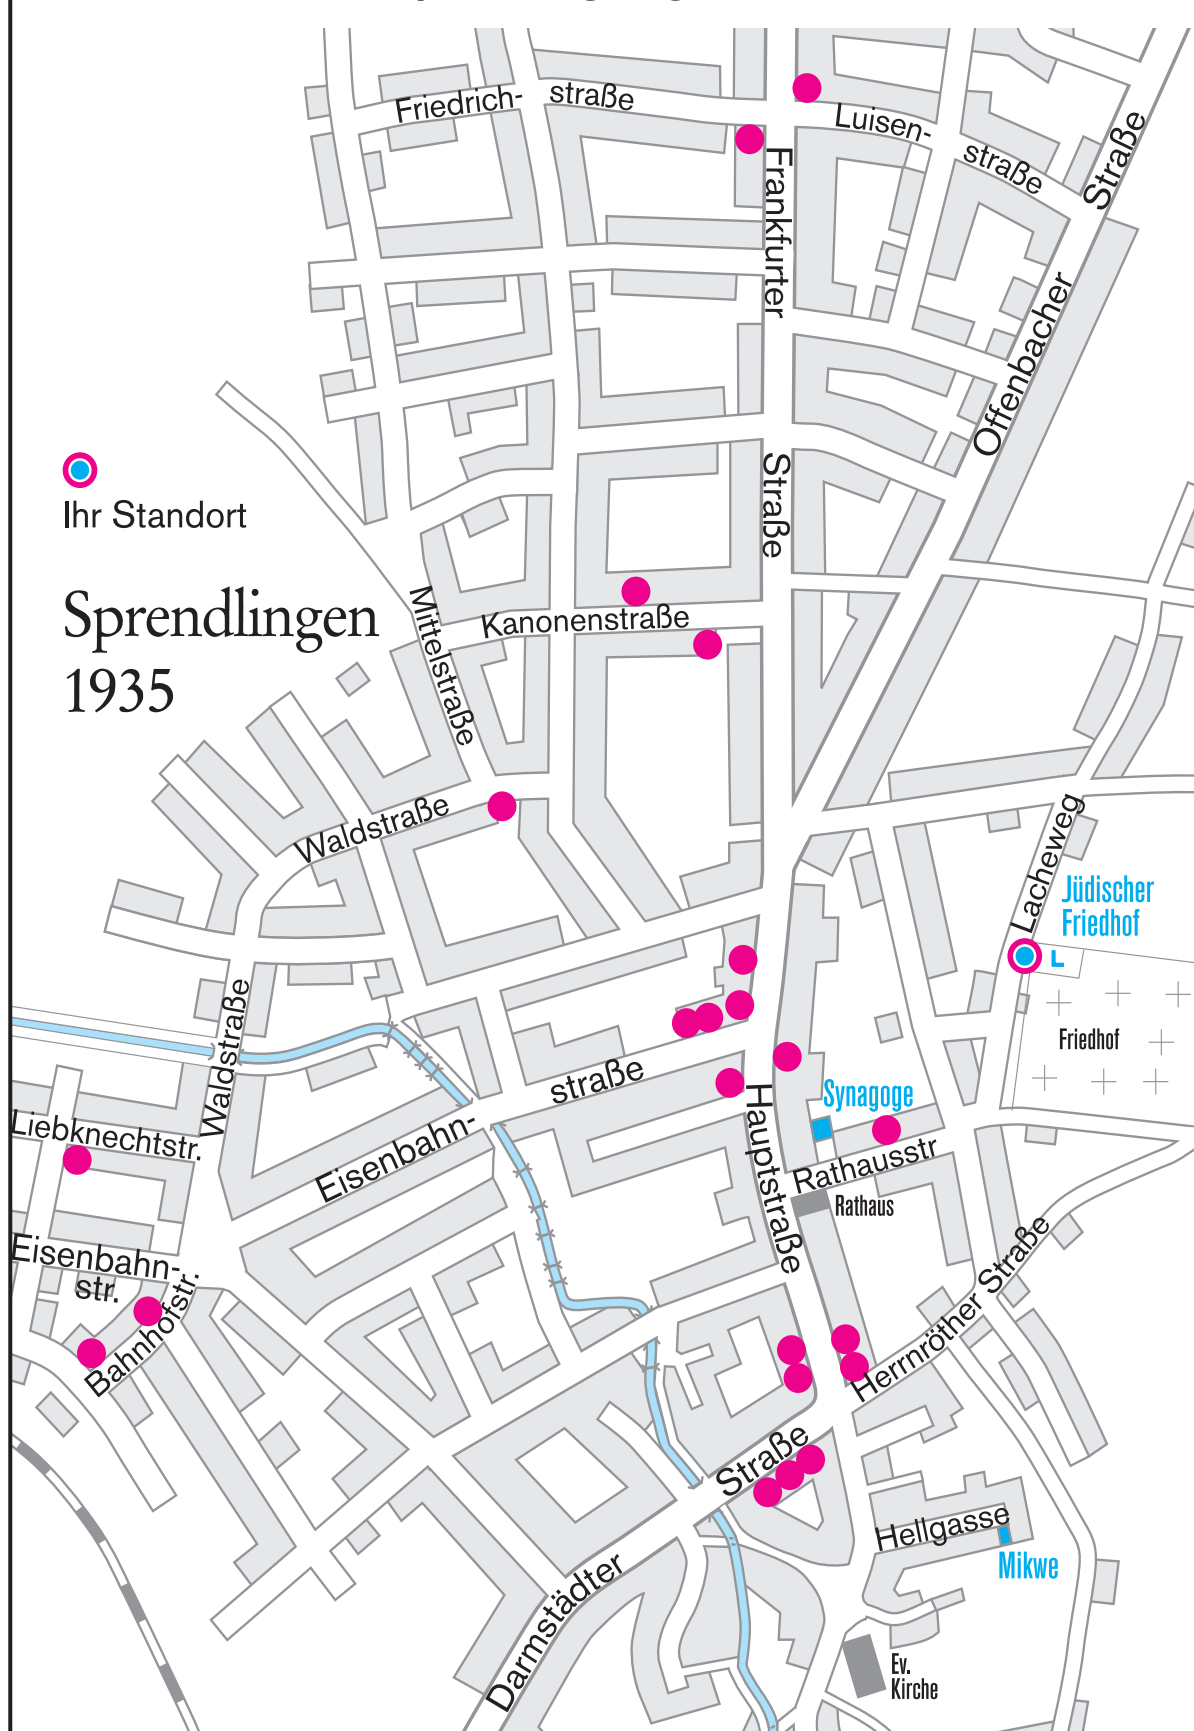 Friedrich-
straße
Luisen-
straße
Straße
Frankfurter
Offenbacher
Straße
Ihr Standort
Sprendlingen
1935
Mittelstraße
Kanonenstraße
Waldstraße
Lacheweg
Jüdischer
Friedhof
L
Friedhof
Waldstraße
straße
Eisenbahn-
Hauptstraße
Synagoge
Rathausstr
Rathaus
Liebknechtstr.
Eisenbahn-
str.
Bahnhofstr.
Herrnröther Straße
Straße
Darmstädter
Hellgasse
Mikwe
Ev.
Kirche